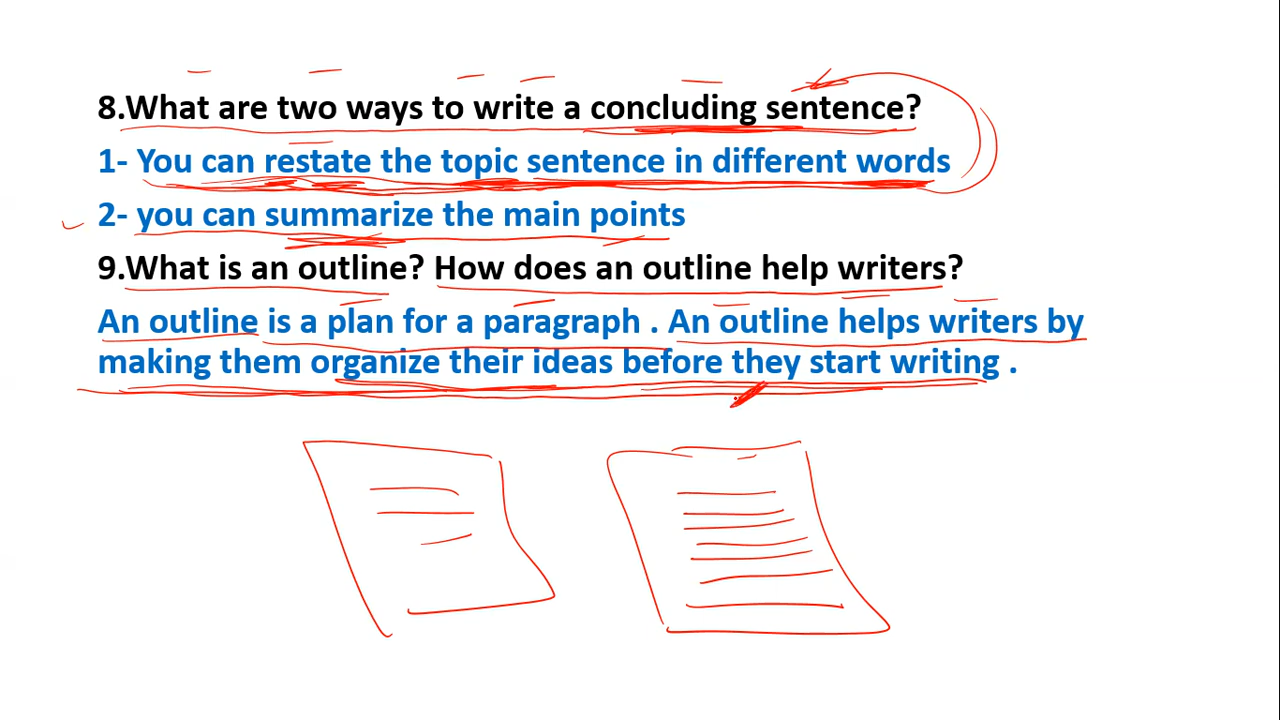 8.What are two ways to write a concluding sentence?
1- You can restate the topic sentence in different words
2- you can summarize the main points
9.What is an outline? How does an outline help writers?
An outline is a plan for a paragraph . An outline helps writers by
making them organize their ideas before they start writing .